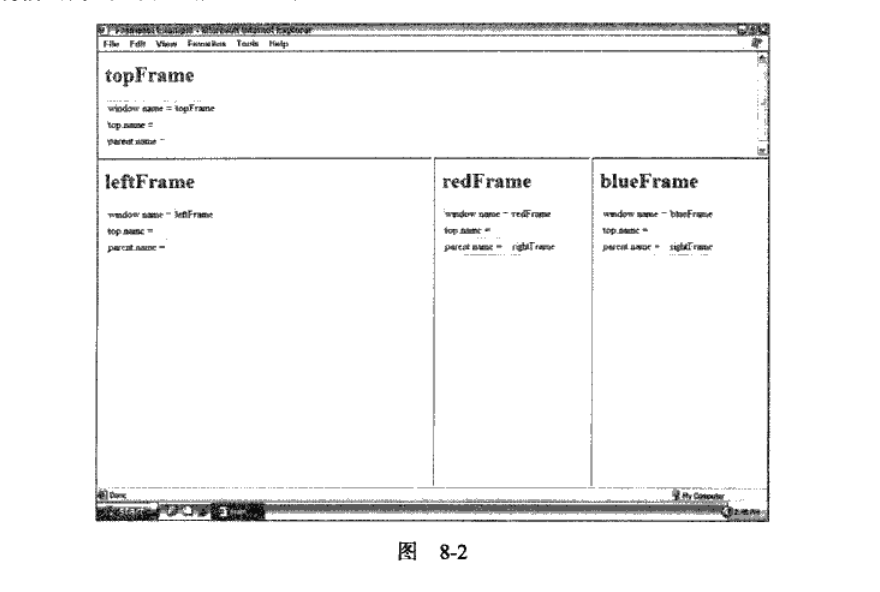 Frameset Example - Microsoft Internet Explorer
File Edit View Favorites Tools Help
topFrame
window name = topFrame
top.name =
parent.name =
leftFrame
window name = leftFrame
top.name =
parent.name =
redFrame
window name = redFrame
top.name =
parent.name = rightFrame
blueFrame
window name = blueFrame
top.name =
parent.name = rightFrame
Done
My Computer
图 8-2